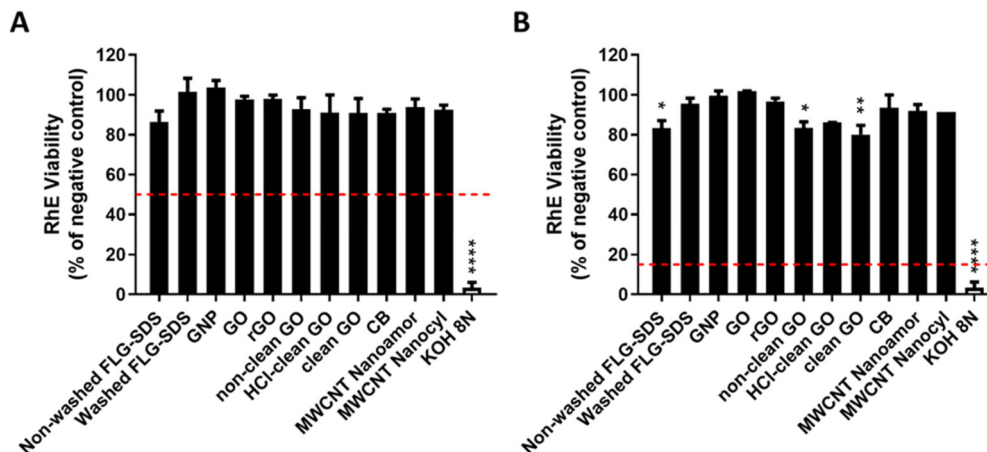 A
RhE Viability
(% of negative control)
120
100
80
60
40
20
0
****
Non-washed FLG-SDS
Washed FLG-SDS
GNP
GO
rGO
non-clean GO
HCl-clean GO
clean GO
CB
MWCNT Nanoamor
MWCNT Nanocyl
KOH 8N
B
RhE Viability
(% of negative control)
120
100
80
60
40
20
0
*
*
**
****
Non-washed FLG-SDS
Washed FLG-SDS
GNP
GO
rGO
non-clean GO
HCl-clean GO
clean GO
CB
MWCNT Nanoamor
MWCNT Nanocyl
KOH 8N